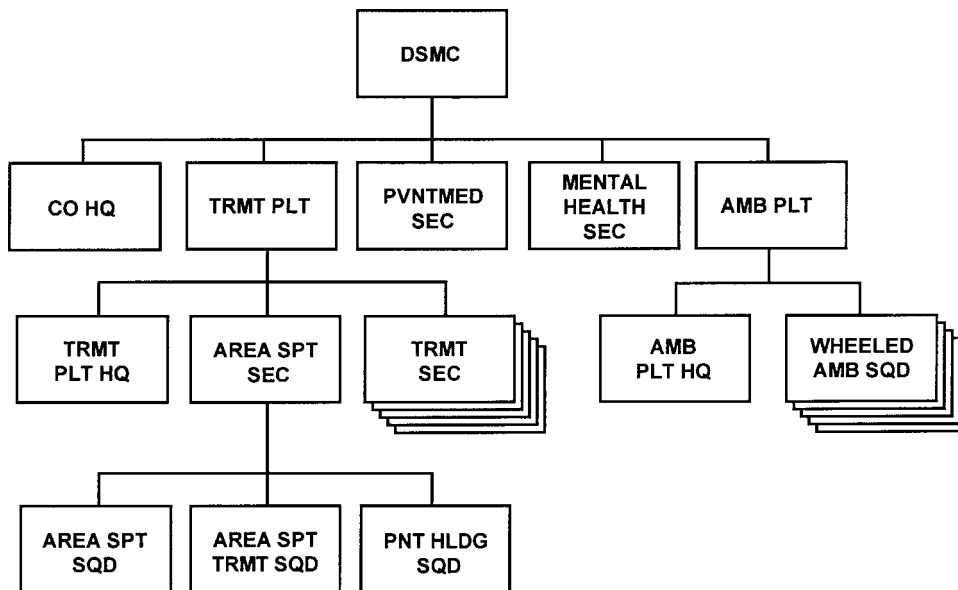 DSMC
CO HQ
TRMT PLT
PVNTMED
SEC
MENTAL
HEALTH
SEC
AMB PLT
TRMT
PLT HQ
AREA SPT
SEC
TRMT
SEC
AMB
PLT HQ
WHEELED
AMB SQD
AREA SPT
SQD
AREA SPT
TRMT SQD
PNT HLDG
SQD